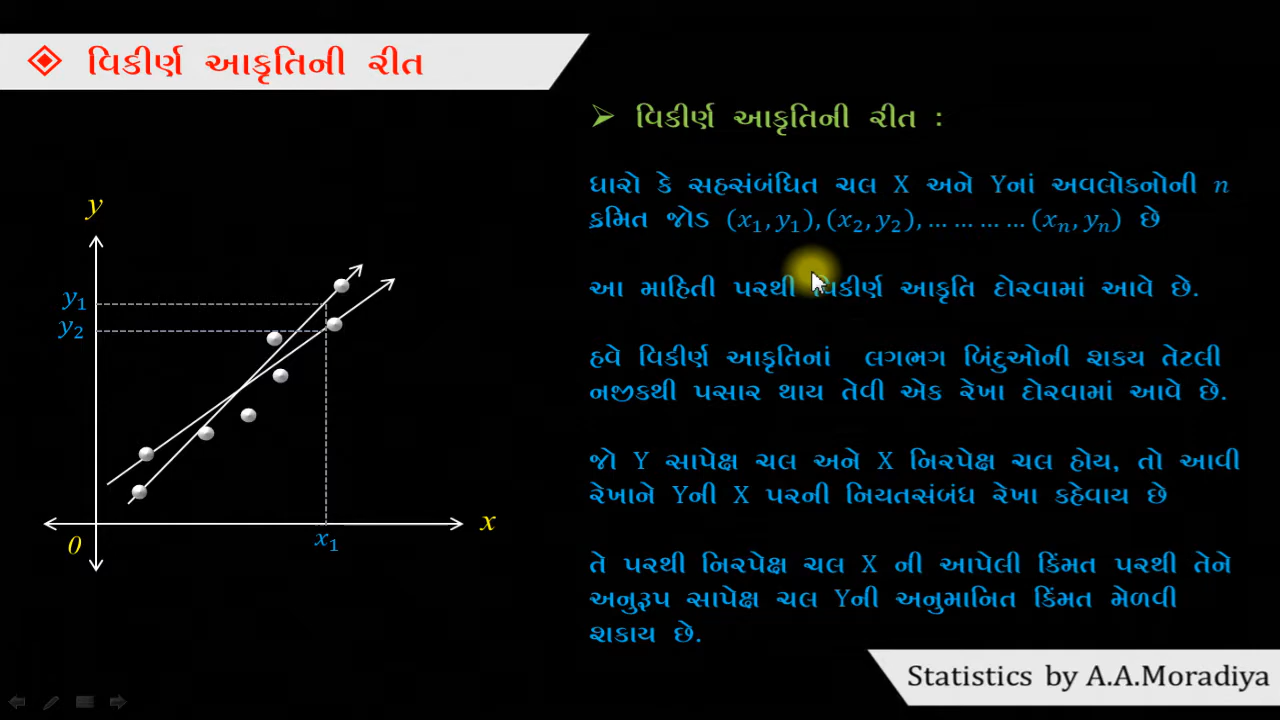 વિકીર્ણ આકૃતિની રીત
વિકીર્ણ આકૃતિની રીત :
ધારો કે સહસંબંધિત ચલ X અને Yનાં અવલોકનોની n
ક્રમિત જોડ (x₁, y₁), (x₂, y₂), … … … … (xₙ, yₙ) છે
આ માહિતી પરથી વિકીર્ણ આકૃતિ દોરવામાં આવે છે.
હવે વિકીર્ણ આકૃતિનાં લગભગ બિંદુઓની શકય તેટલી
નજીકથી પસાર થાય તેવી એક રેખા દોરવામાં આવે છે.
જો Y સાપેક્ષ ચલ અને X નિરપેક્ષ ચલ હોય, તો આવી
રેખાને Yની X પરની નિયતસંબંધ રેખા કહેવાય છે
તે પરથી નિરપેક્ષ ચલ X ની આપેલી કિંમત પરથી તેને
અનુરૂપ સાપેક્ષ ચલ Yની અનુમાનિત કિંમત મેળવી
શકાય છે.
y
y₁
y₂
x
0
x₁
Statistics by A.A.Moradiya